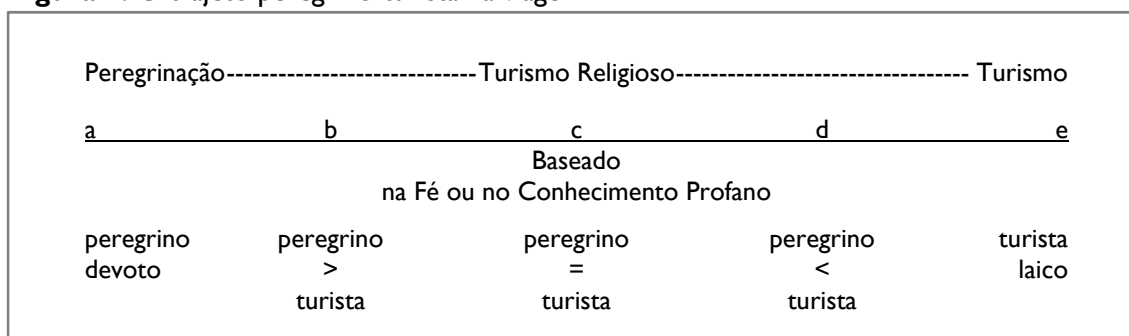 Peregrinação-----------------------------Turismo Religioso---------------------------------- Turismo
a b c d e
Baseado
na Fé ou no Conhecimento Profano
peregrino peregrino peregrino peregrino turista
devoto > = < laico
turista turista turista